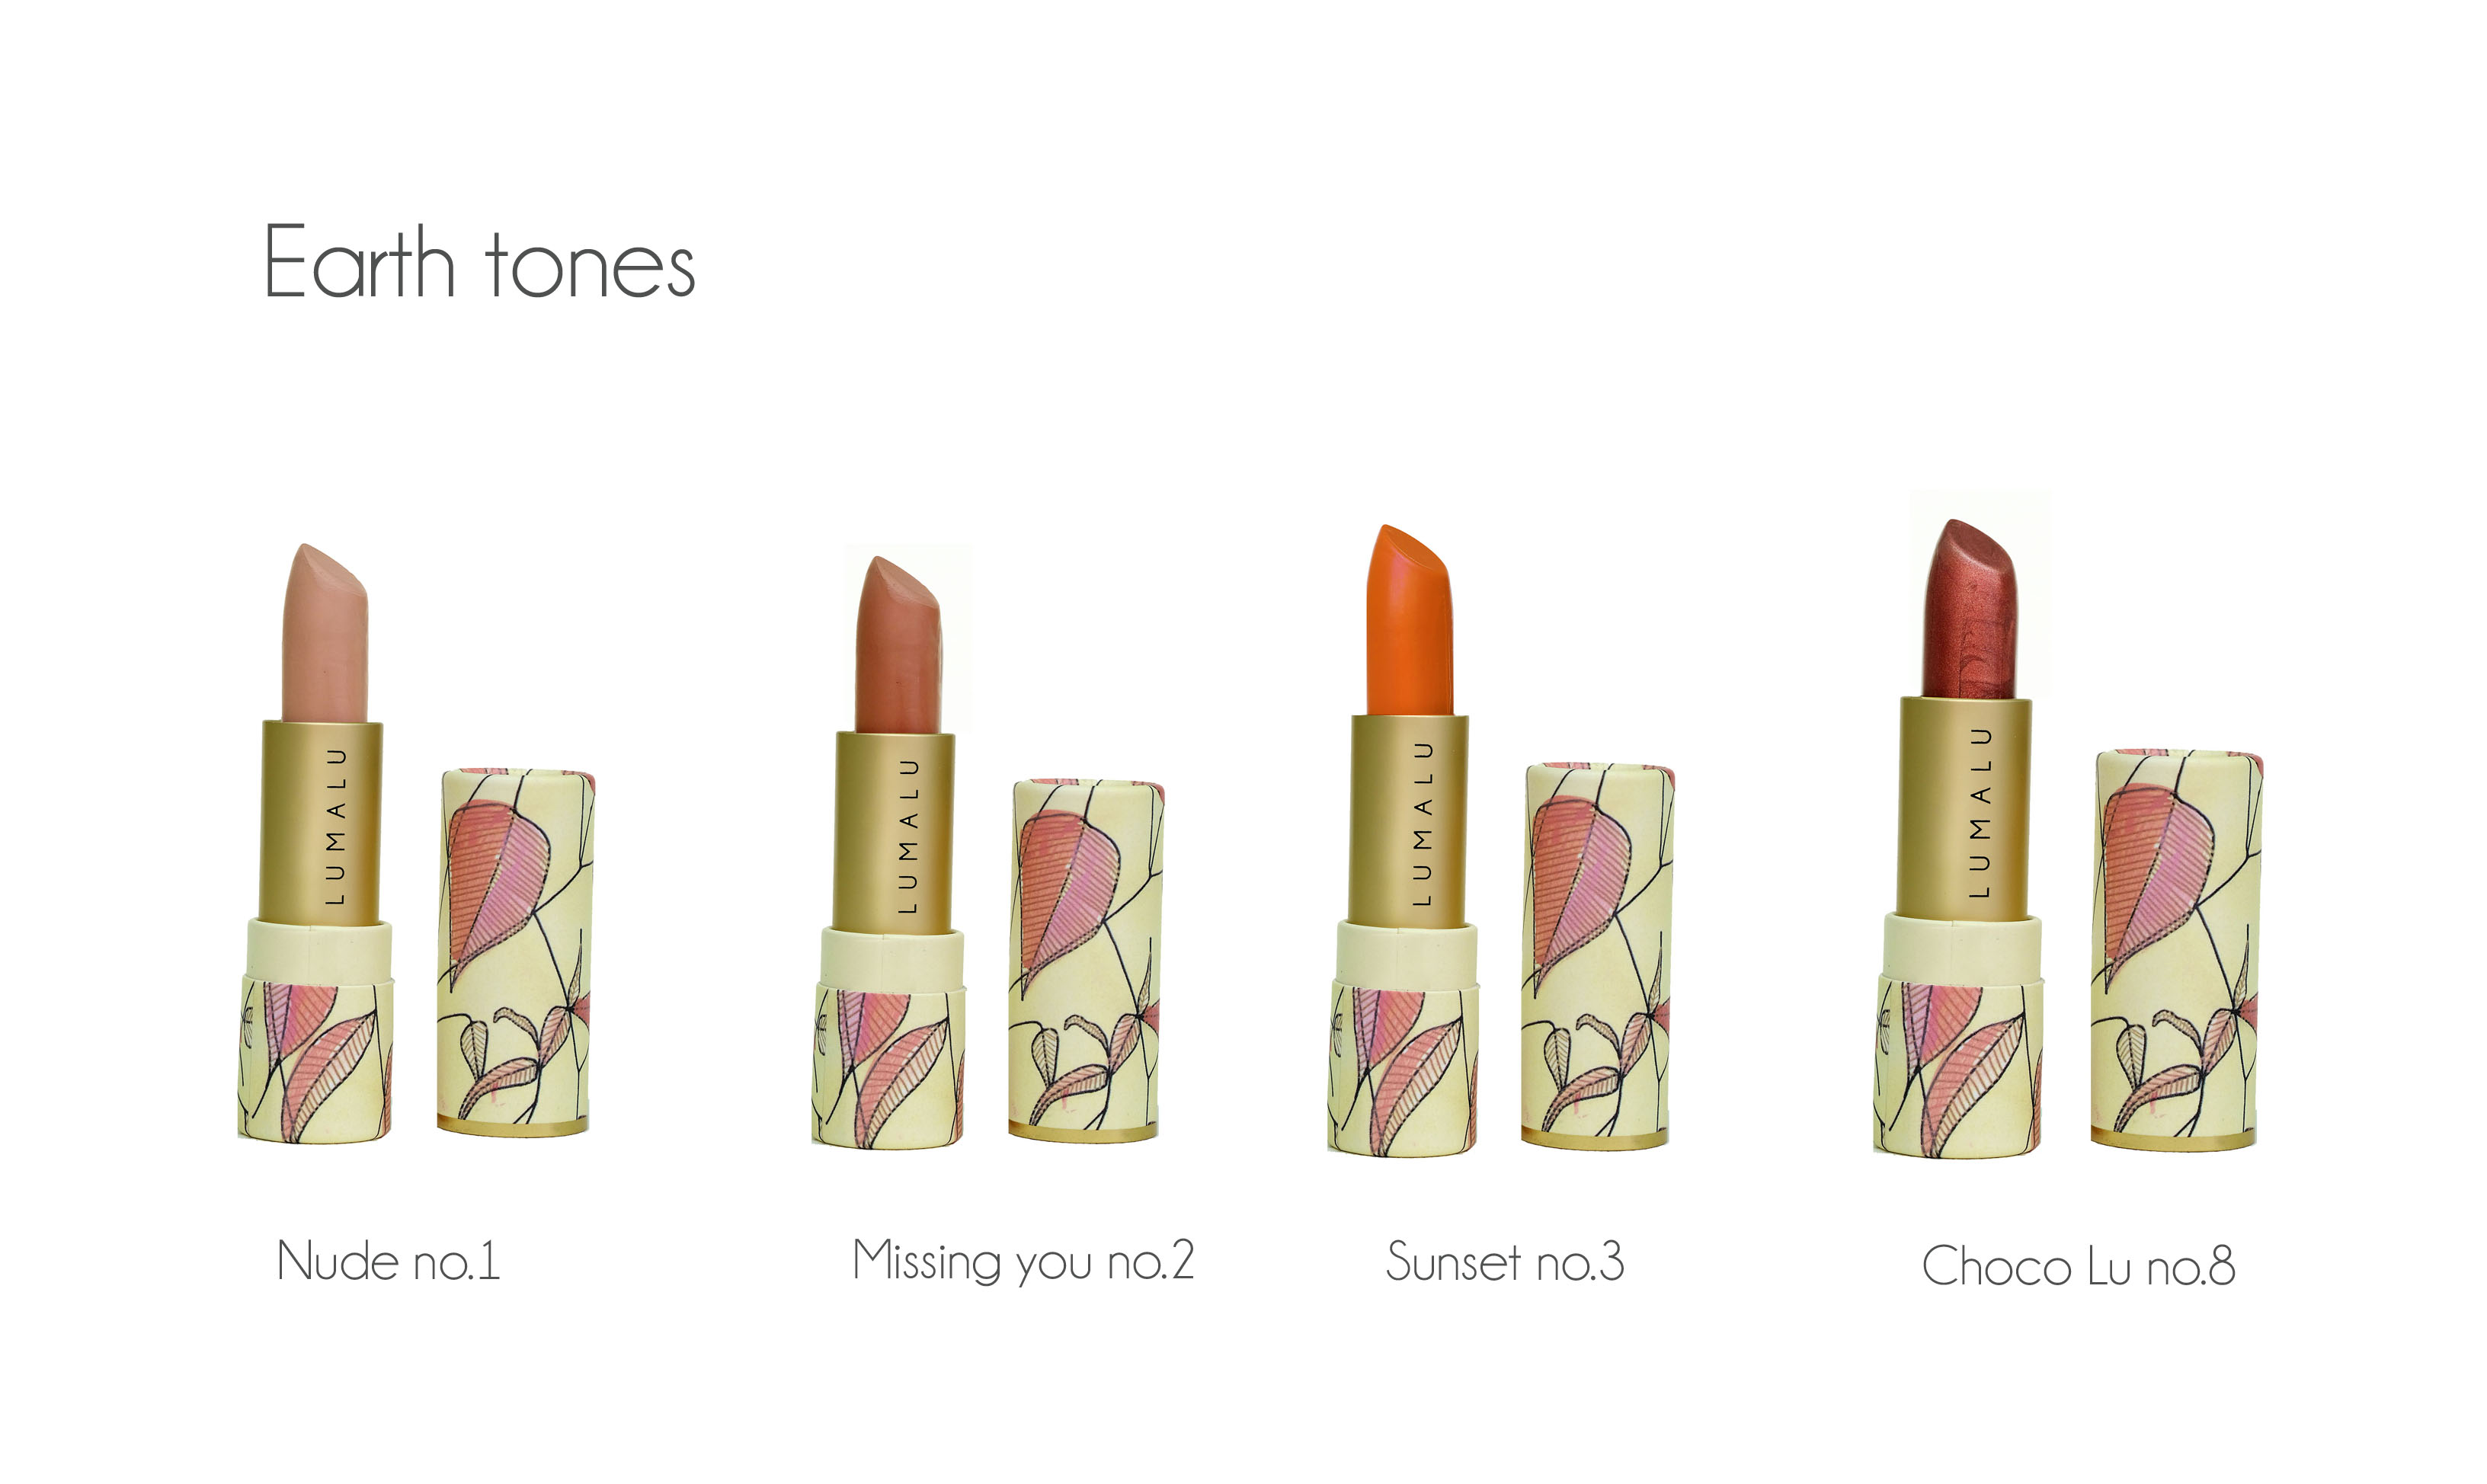 Earth tones
LUMALU
LUMALU
LUMALU
LUMALU
Nude no.1
Missing you no.2
Sunset no.3
Choco Lu no.8